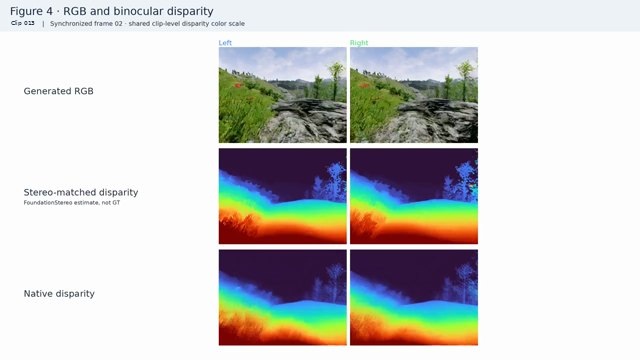 Figure 4 · RGB and binocular disparity
Clip 013 | Synchronized frame 02 · shared clip-level disparity color scale
Left Right
Generated RGB
Stereo-matched disparity
FoundationStereo estimate, not GT
Native disparity